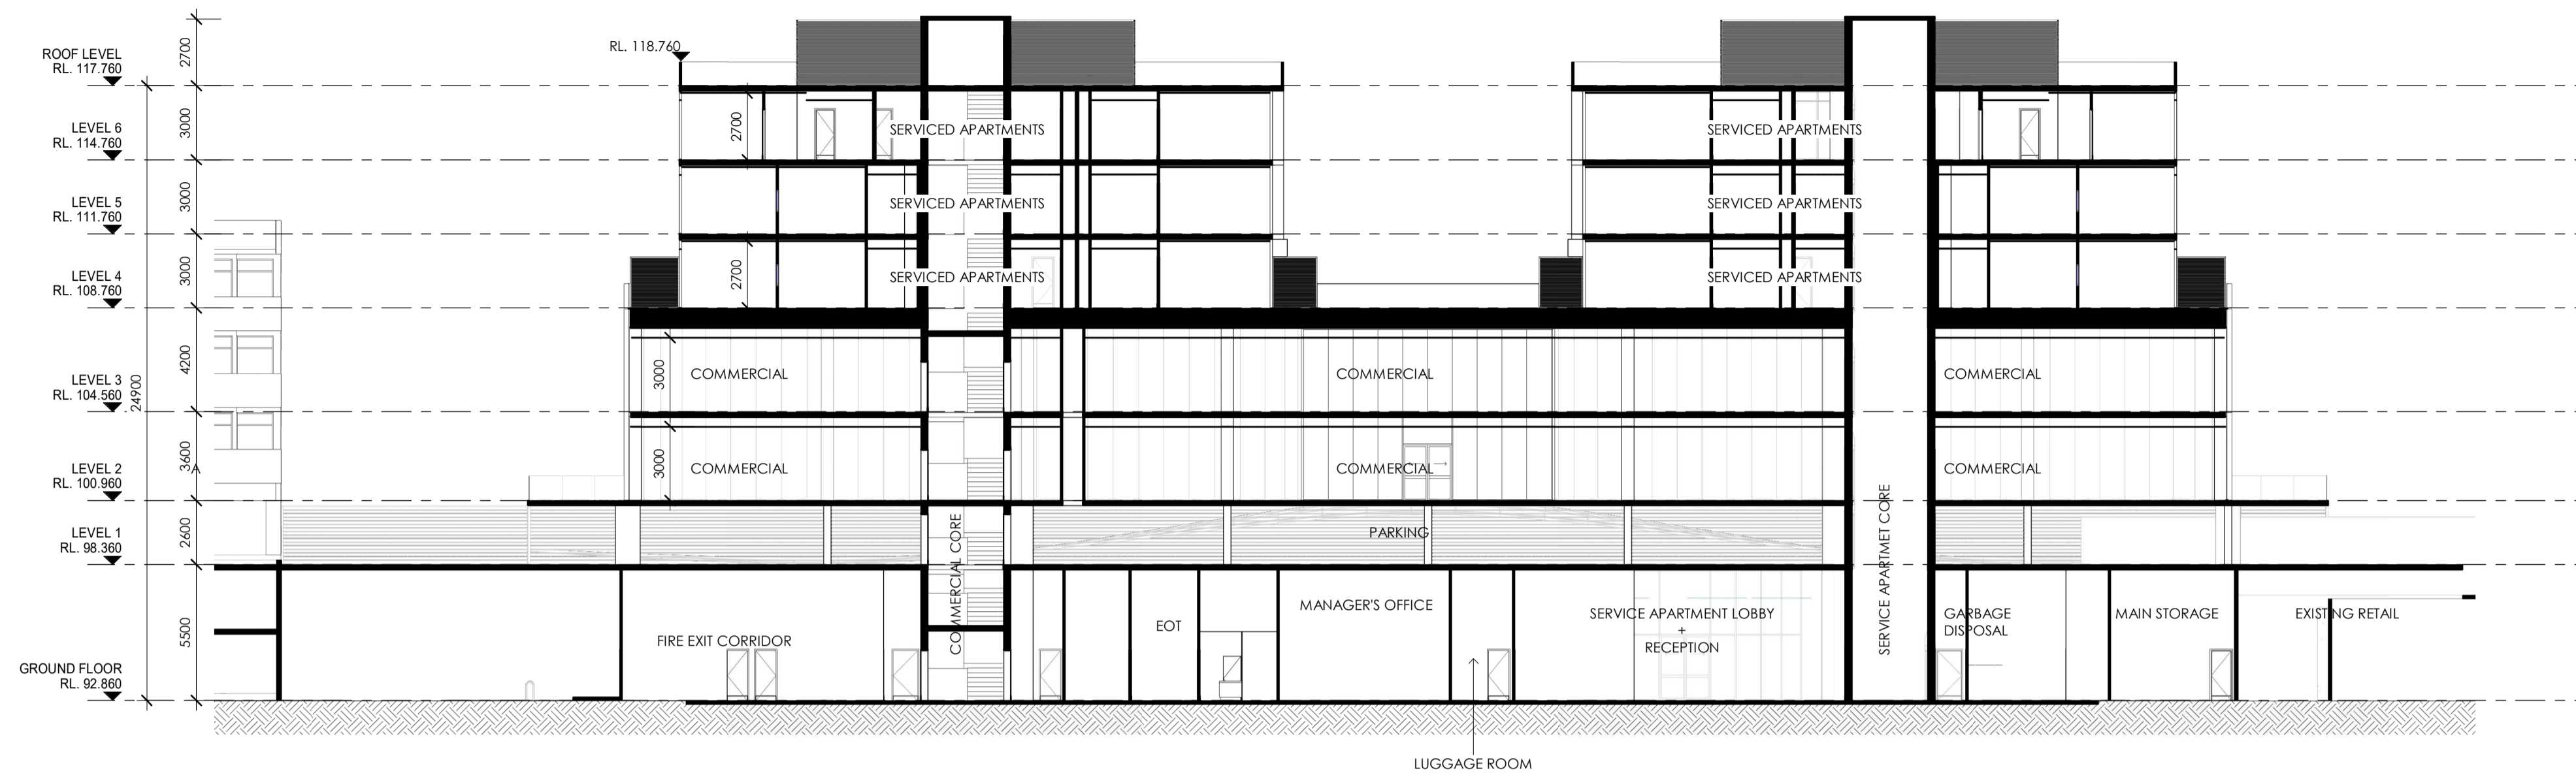 2700
ROOF LEVEL
RL. 117.760
RL. 118.760
3000
LEVEL 6
RL. 114.760
2700
SERVICED APARTMENTS
SERVICED APARTMENTS
3000
LEVEL 5
RL. 111.760
SERVICED APARTMENTS
SERVICED APARTMENTS
3000
LEVEL 4
RL. 108.760
2700
SERVICED APARTMENTS
SERVICED APARTMENTS
4200
LEVEL 3
RL. 104.560
24900
3000
COMMERCIAL
COMMERCIAL
COMMERCIAL
3600
A
LEVEL 2
RL. 100.960
3000
COMMERCIAL
COMMERCIAL
COMMERCIAL
2600
LEVEL 1
RL. 98.360
COMMERCIAL CORE
PARKING
SERVICE APARTMET CORE
5500
FIRE EXIT CORRIDOR
EOT
MANAGER'S OFFICE
SERVICE APARTMENT LOBBY
+
RECEPTION
GARBAGE
DISPOSAL
MAIN STORAGE
EXISTING RETAIL
GROUND FLOOR
RL. 92.860
LUGGAGE ROOM